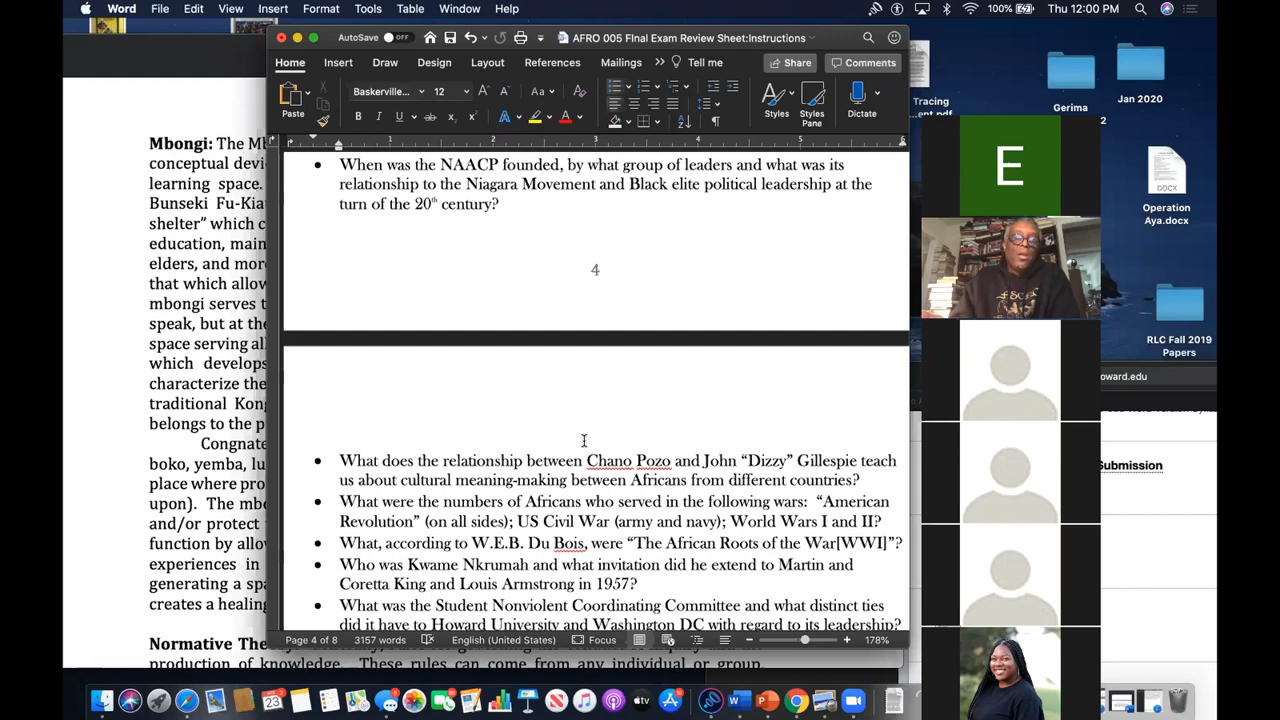 Word File Edit View Insert Format Tools Table Window Help 100% Thu 12:00 PM
AutoSave OFF AFRO 005 FInal Exam Review Sheet:Instructions
Home Insert Draw Design Layout References Mailings Tell me Share Comments
Paste Baskerville... 12 Styles Styles Pane Dictate
When was the NAACP founded, by what group of leaders and what was its
relationship to the Niagara Movement and Black elite political leadership at the
turn of the 20th century?
4
What does the relationship between Chano Pozo and John “Dizzy” Gillespie teach
us about cultural meaning-making between Africans from different countries?
What were the numbers of Africans who served in the following wars: “American
Revolution” (on all sides); US Civil War (army and navy); World Wars I and II?
What, according to W.E.B. Du Bois, were “The African Roots of the War[WWI]”?
Who was Kwame Nkrumah and what invitation did he extend to Martin and
Coretta King and Louis Armstrong in 1957?
What was the Student Nonviolent Coordinating Committee and what distinct ties
did it have to Howard University and Washington DC with regard to its leadership?
Page 4 of 8 3157 words English (United States) Focus 178%
Mbongi: The Mb
conceptual devi
learning space.
Bunseki Fu-Kia
shelter” which c
education, main
elders, and more
that which allow
mbongi serves t
speak, but at the
space serving all
which develops
characterize the
traditional Kong
belongs to the p
Congnate
boko, yemba, lu
place where pro
upon). The mbo
and/or protect
function by allow
experiences in
generating a spa
creates a healing
Normative The
production of knowledge. These rules can come from any individual or group.
E
Tracing
ent.pdf
Gerima
2
Jan 2020
DOCX
Operation
Aya.docx
RLC Fall 2019
Papers
oward.edu
Submission
23